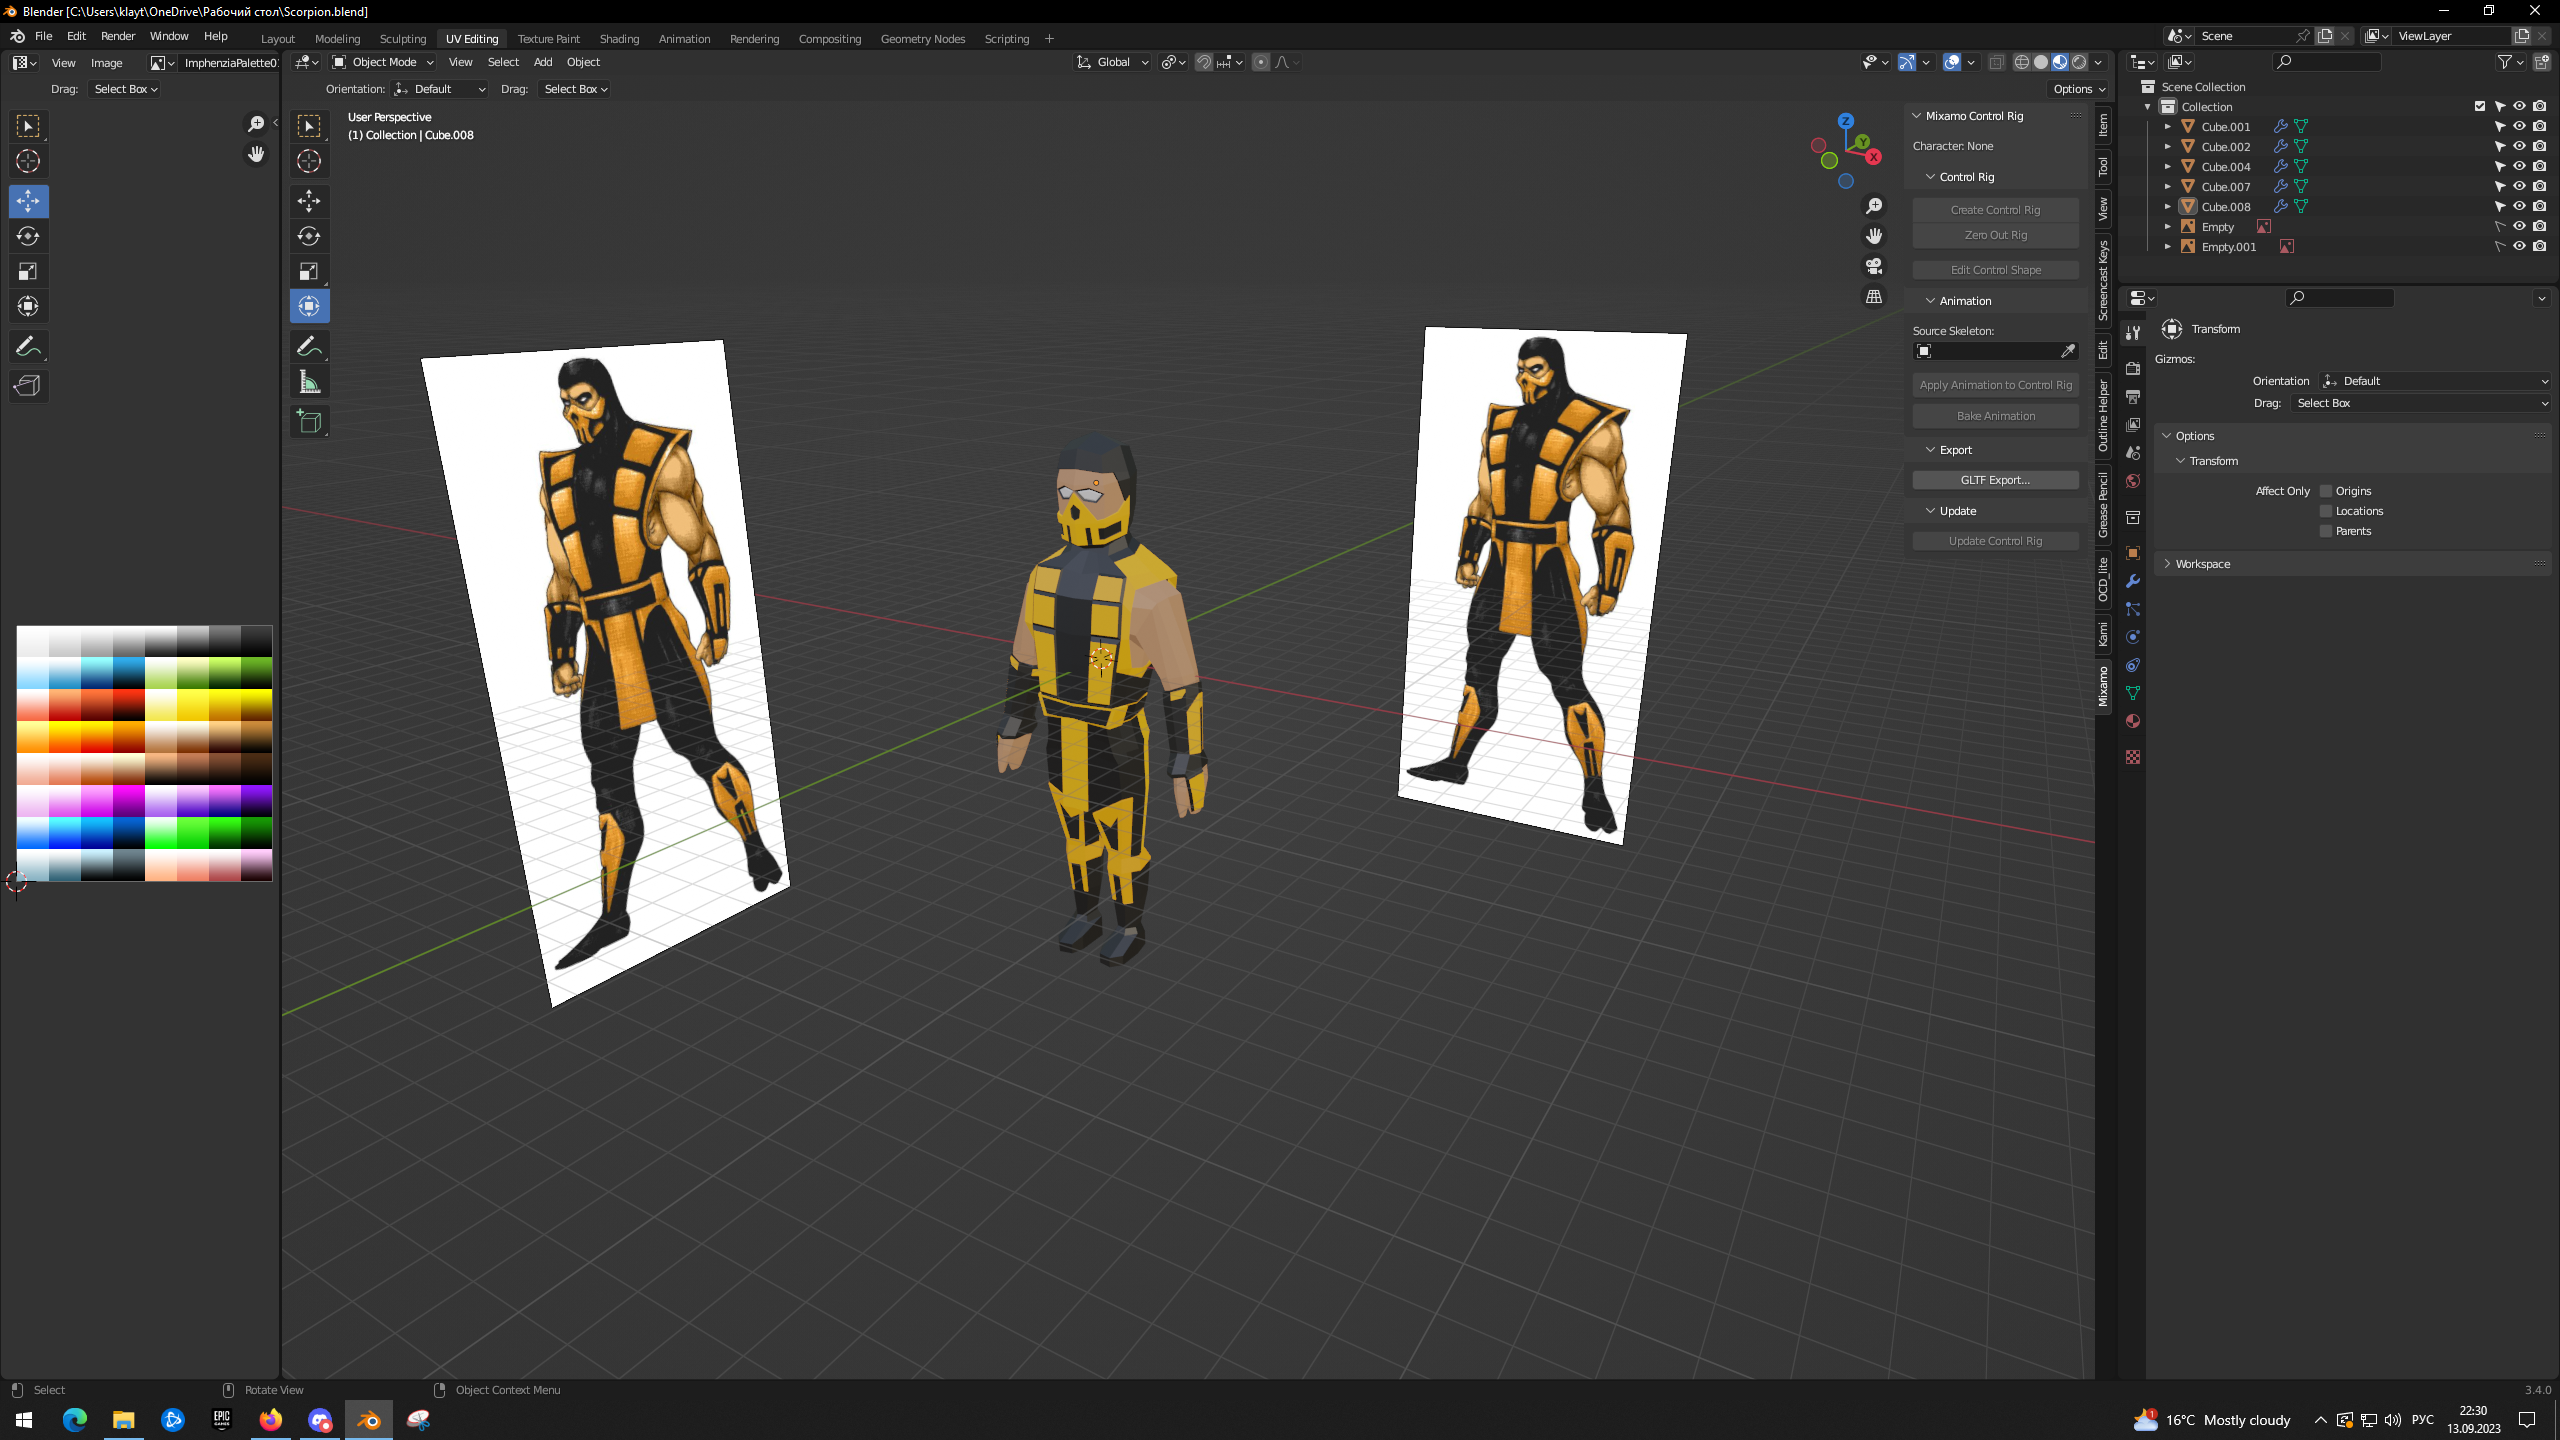 Blender [C:\Users\klayt\OneDrive\Рабочий стол\Scorpion.blend]
File Edit Render Window Help
Layout Modeling Sculpting UV Editing Texture Paint Shading Animation Rendering Compositing Geometry Nodes Scripting +
Scene
ViewLayer
View Image ImphenziaPalette0
Drag: Select Box
Object Mode View Select Add Object
Global
Orientation: Default Drag: Select Box
Options
User Perspective
(1) Collection | Cube.008
Z
Y
X
Mixamo Control Rig
Character: None
Control Rig
Create Control Rig
Zero Out Rig
Edit Control Shape
Animation
Source Skeleton:
Apply Animation to Control Rig
Bake Animation
Export
GLTF Export...
Update
Update Control Rig
Item
Tool
View
Screencast Keys
Edit
Outline Helper
Grease Pencil
OCD_lite
Kami
Mixamo
Scene Collection
Collection
Cube.001
Cube.002
Cube.004
Cube.007
Cube.008
Empty
Empty.001
Transform
Gizmos:
Orientation Default
Drag: Select Box
Options
Transform
Affect Only Origins
Locations
Parents
Workspace
Select
Rotate View
Object Context Menu
3.4.0
EPIC
GAMES
1
16°C Mostly cloudy
РУС
22:30
13.09.2023